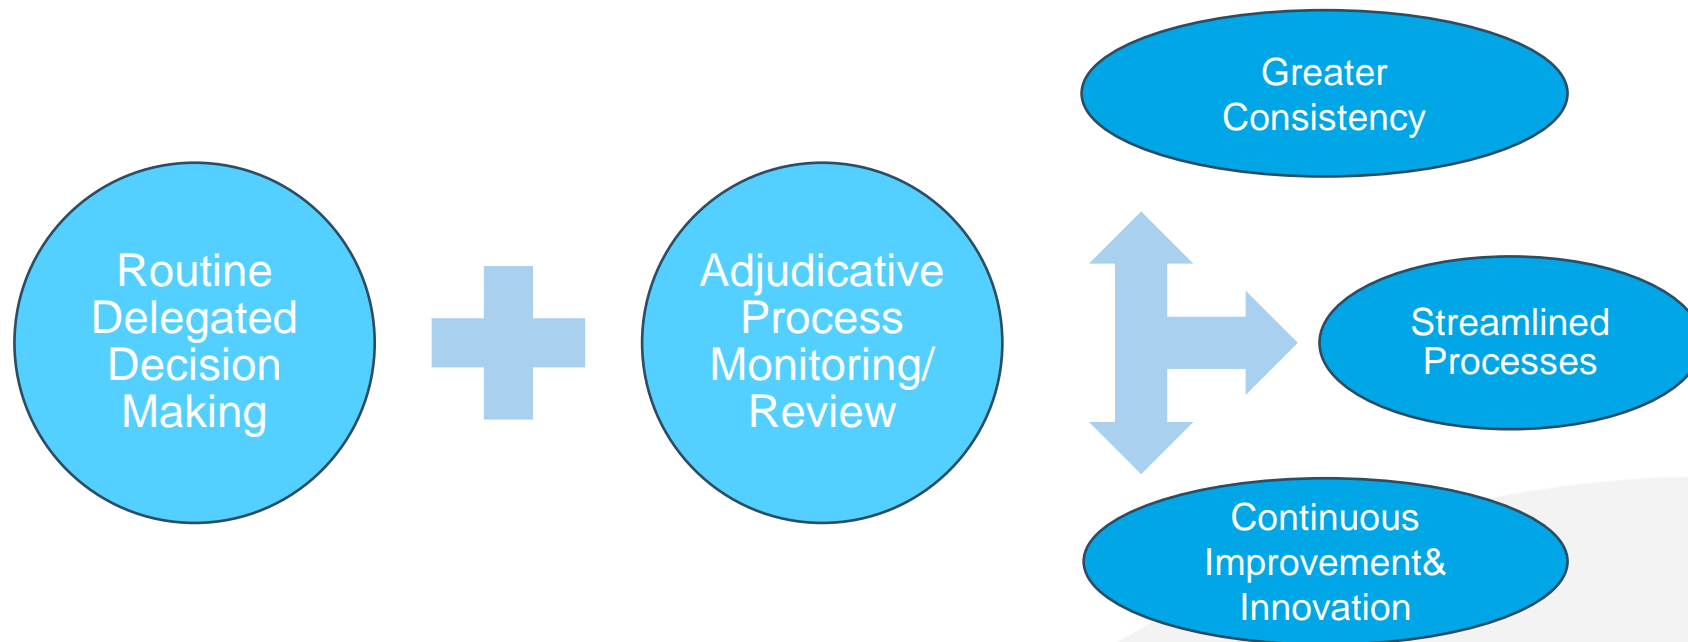 Routine
Delegated
Decision
Making
Adjudicative
Process
Monitoring/
Review
Greater
Consistency
Streamlined
Processes
Continuous
Improvement&
Innovation